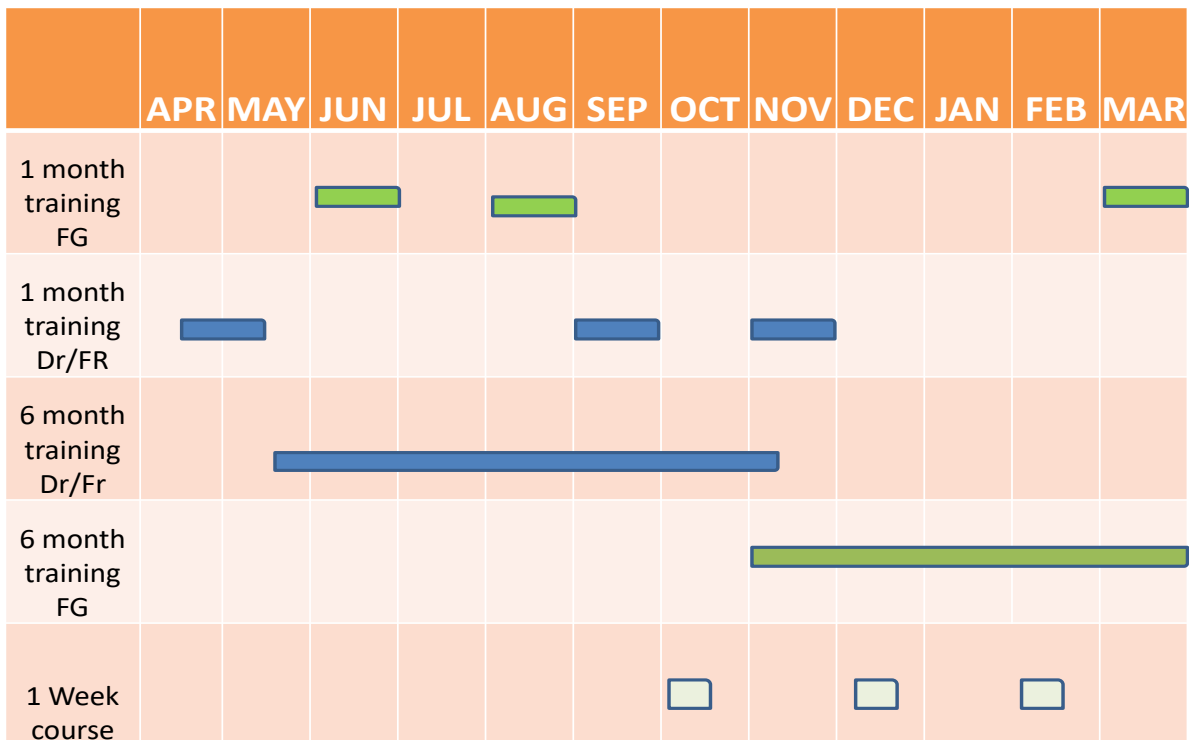 APR MAY JUN JUL AUG SEP OCT NOV DEC JAN FEB MAR
1 month
training
FG
1 month
training
Dr/FR
6 month
training
Dr/Fr
6 month
training
FG
1 Week
course